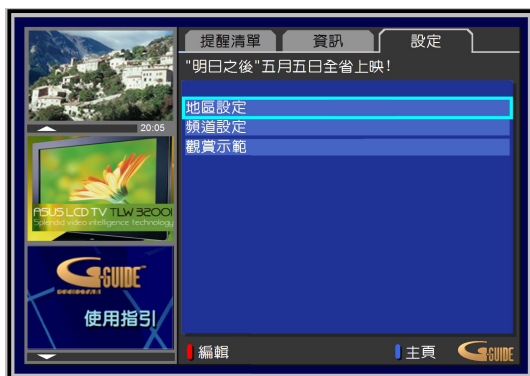 提醒清單
資訊
設定
"明日之後"五月五日全省上映!
地區設定
頻道設定
觀賞示範
20:05
ASUS LCD TV TLW 32001
Splendid video intelligence technology
G-GUIDE
使用指引
編輯
主頁
G-GUIDE